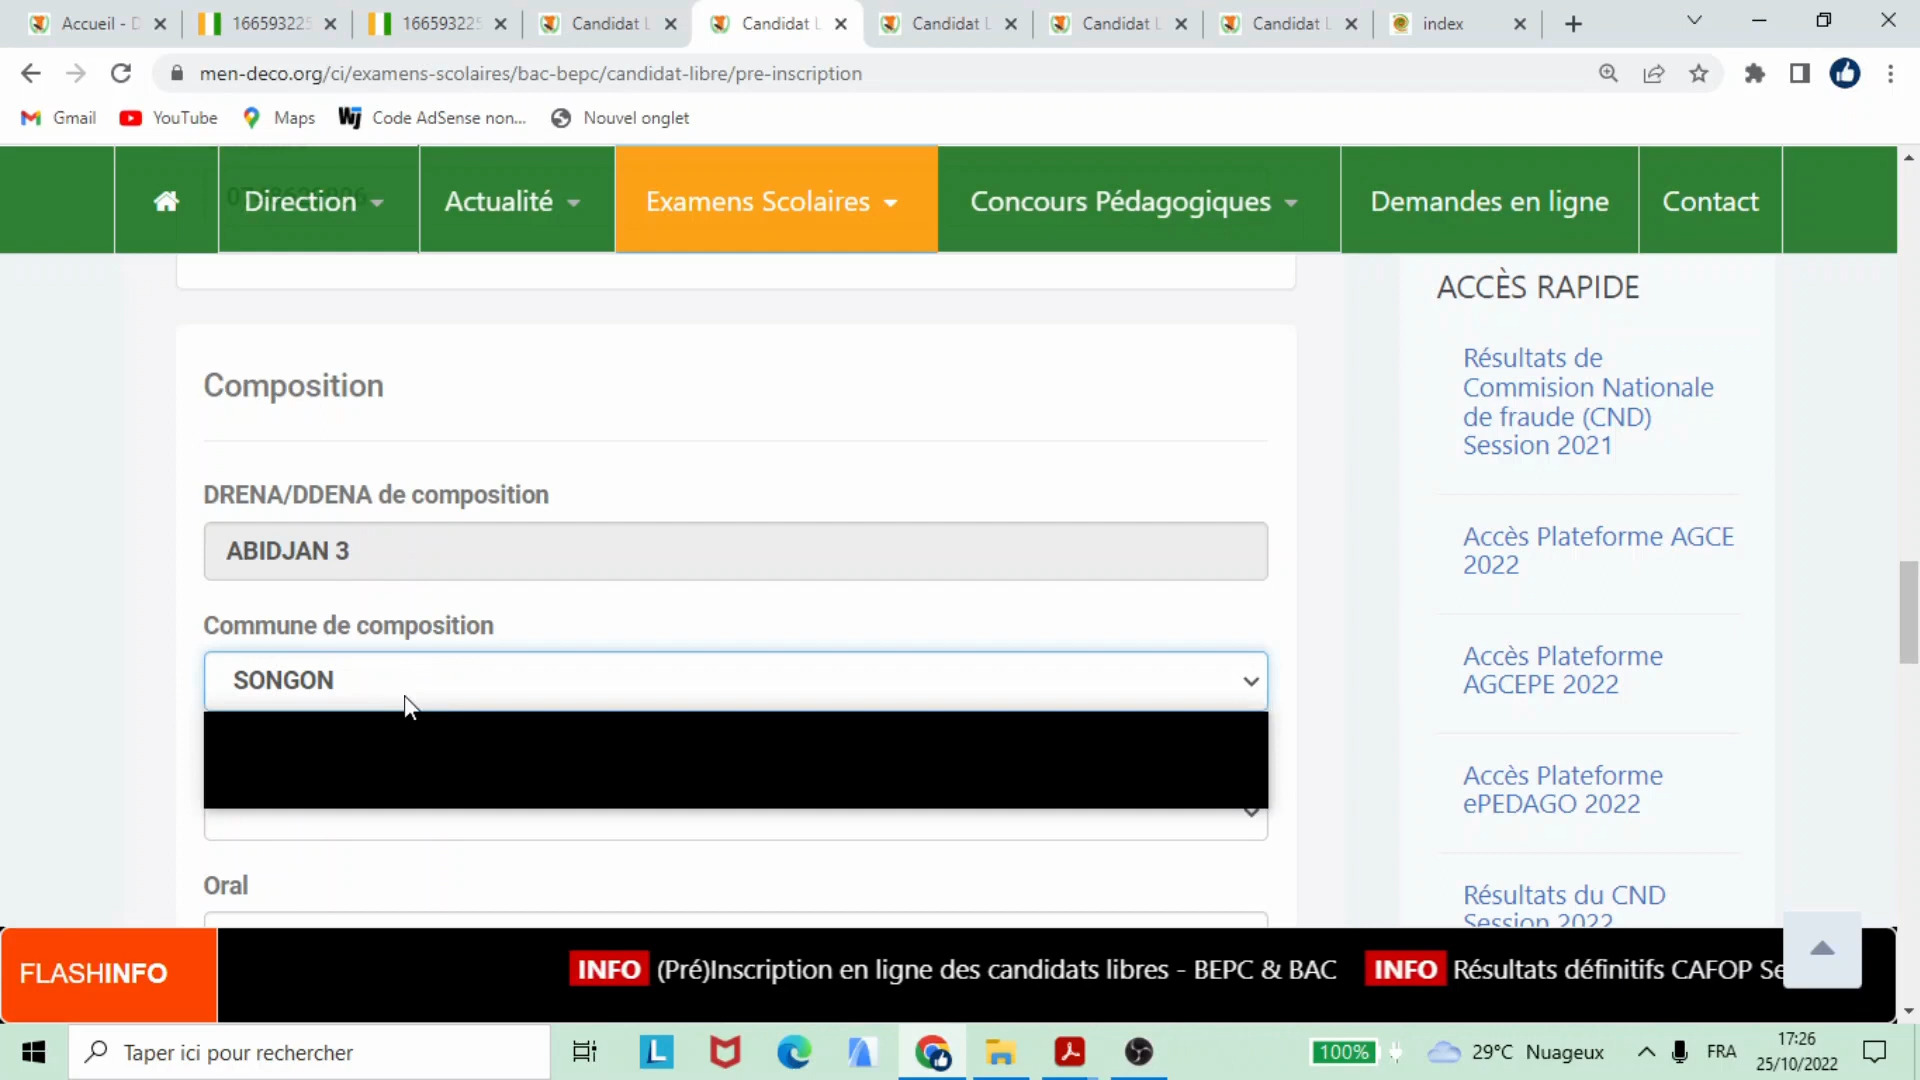 Accueil - D
166593225
166593225
Candidat L
Candidat L
Candidat L
Candidat L
Candidat L
index
men-deco.org/ci/examens-scolaires/bac-bepc/candidat-libre/pre-inscription
Gmail
YouTube
Maps
Code AdSense non...
Nouvel onglet
Direction
Actualité
Examens Scolaires
Concours Pédagogiques
Demandes en ligne
Contact
Composition
DRENA/DDENA de composition
ABIDJAN 3
Commune de composition
SONGON
Oral
ACCÈS RAPIDE
Résultats de
Commision Nationale
de fraude (CND)
Session 2021
Accès Plateforme AGCE
2022
Accès Plateforme
AGCEPE 2022
Accès Plateforme
ePEDAGO 2022
Résultats du CND
Session 2022
FLASHINFO
INFO (Pré)Inscription en ligne des candidats libres - BEPC & BAC
INFO Résultats définitifs CAFOP Se
Taper ici pour rechercher
100%
29°C Nuageux
FRA
17:26
25/10/2022